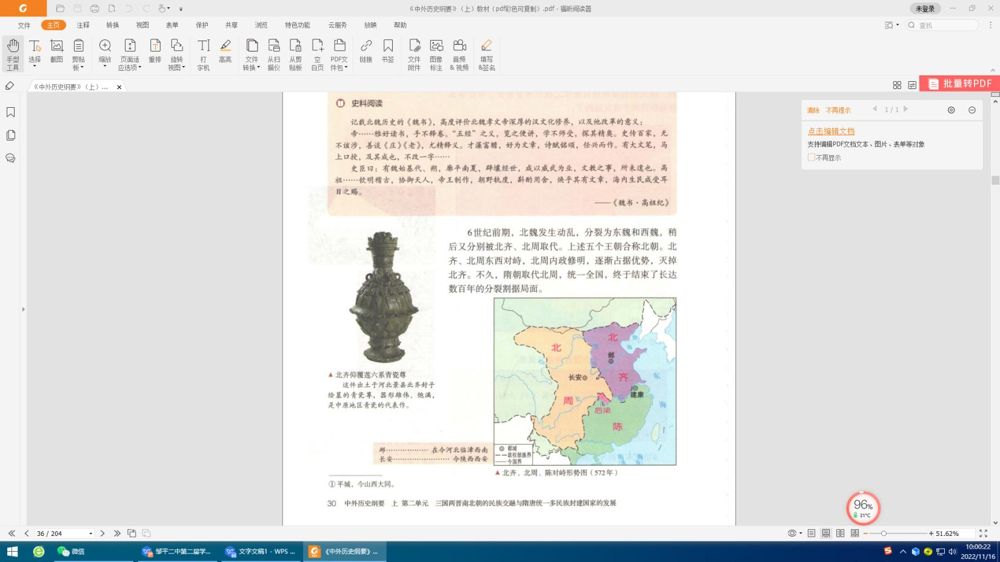 《中外历史纲要》（上）教材（pdf彩色可复制）.pdf - 福昕阅读器
未登录
文件 主页 注释 转换 视图 表单 保护 共享 浏览 特色功能 云服务 放映 帮助
查找
手型工具 选择 截图 剪贴板 缩放 页面适应选项 重排 旋转视图 打字机 高亮 文件转换 从扫描仪 从剪贴板 空白页 PDF文件包 链接 书签 文件附件 图像标注 音频&视频 填写&签名
《中外历史纲要》（上）...
批量转PDF
清除 不再提示 1 / 1
点击编辑文档
支持编辑PDF文档文本、图片、表单等对象
不再显示
史料阅读
记载北魏历史的《魏书》，高度评价北魏孝文帝深厚的汉文化修养，以及他改革的意义：
帝……雅好读书，手不释卷。“五经”之义，览之便讲，学不师受，探其精奥。史传百家，无
不该涉，善谈《庄》《老》，尤精释义。才藻富赡，好为文章，诗赋铭颂，任兴而作。有大文笔，马
上口授，及其成也，不改一字……
史臣曰：有魏始基代、朔，廓平南夏，辟壤经世，咸以威武为业，文教之事，所未遑也。高
祖……钦明稽古，协御天人，帝王制作，朝野轨度，斟酌用舍，焕乎其有文章，海内生民咸受耳
目之赐。
——《魏书·高祖纪》
6世纪前期，北魏发生动乱，分裂为东魏和西魏，稍
后又分别被北齐、北周取代。上述五个王朝合称北朝。北
齐、北周东西对峙，北周内政修明，逐渐占据优势，灭掉
北齐。不久，隋朝取代北周，统一全国，终于结束了长达
数百年的分裂割据局面。
▲ 北齐仰覆莲六系青瓷尊
这件出土于河北景县北齐封子
绘墓的青瓷尊，器形雄伟、饱满，
是中原地区青瓷的代表作。
北
周
北
齐
邺
长安
建康
后梁
陈
渤
海
东
海
南
海
长
江
都城
政权部族界
今国界
邺……………… 在今河北临漳西南
长安…………………… 今陕西西安
▲ 北齐、北周、陈对峙形势图（572年）
① 平城，今山西大同。
30 中外历史纲要 上 第二单元 三国两晋南北朝的民族交融与隋唐统一多民族封建国家的发展
96%
31°C
36 / 204
51.62%
微信
邹平二中第二届学...
文字文稿1 - WPS ...
《中外历史纲要》...
10:00:22
2022/11/16